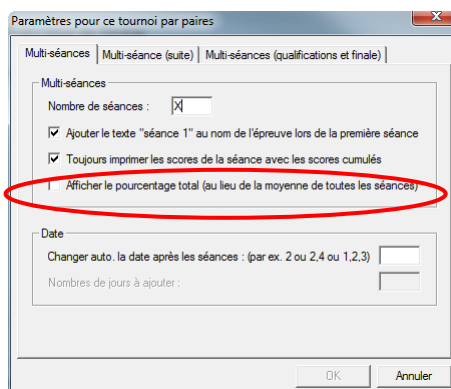 Paramètres pour ce tournoi par paires
Multi-séances
Multi-séance (suite)
Multi-séances (qualifications et finale)
Multi-séances
Nombre de séances : X
Ajouter le texte "séance 1" au nom de l'épreuve lors de la première séance
Toujours imprimer les scores de la séance avec les scores cumulés
Afficher le pourcentage total (au lieu de la moyenne de toutes les séances)
Date
Changer auto. la date après les séances : (par ex. 2 ou 2,4 ou 1,2,3)
Nombres de jours à ajouter :
OK
Annuler